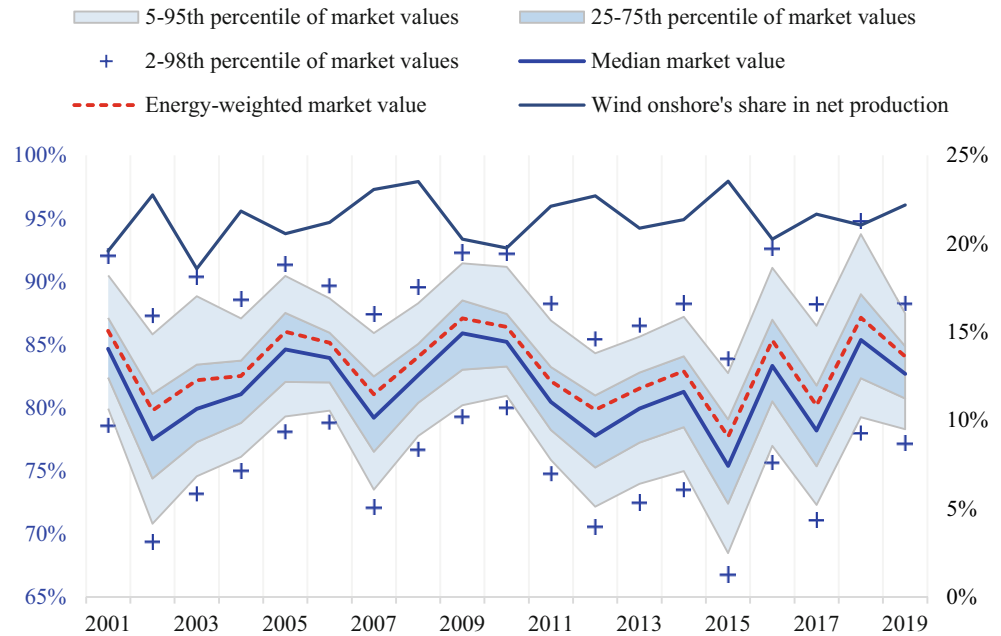 5-95th percentile of market values
25-75th percentile of market values
2-98th percentile of market values
Median market value
Energy-weighted market value
Wind onshore's share in net production
100%
95%
90%
85%
80%
75%
70%
65%
25%
20%
15%
10%
5%
0%
2001 2003 2005 2007 2009 2011 2013 2015 2017 2019